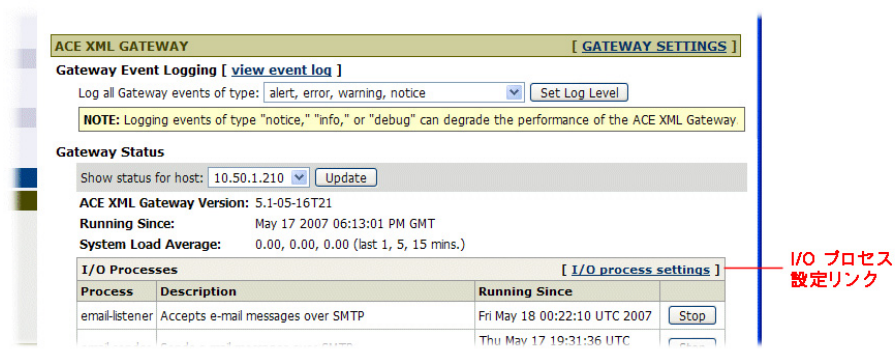 ACE XML GATEWAY [ GATEWAY SETTINGS ]
Gateway Event Logging [ view event log ]
Log all Gateway events of type: alert, error, warning, notice Set Log Level
NOTE: Logging events of type "notice," "info," or "debug" can degrade the performance of the ACE XML Gateway.
Gateway Status
Show status for host: 10.50.1.210 Update
ACE XML Gateway Version: 5.1-05-16T21
Running Since: May 17 2007 06:13:01 PM GMT
System Load Average: 0.00, 0.00, 0.00 (last 1, 5, 15 mins.)
I/O Processes [ I/O process settings ]
I/O プロセス
設定リンク
Process Description Running Since
email-listener Accepts e-mail messages over SMTP Fri May 18 00:22:10 UTC 2007 Stop
Thu May 17 19:31:36 UTC